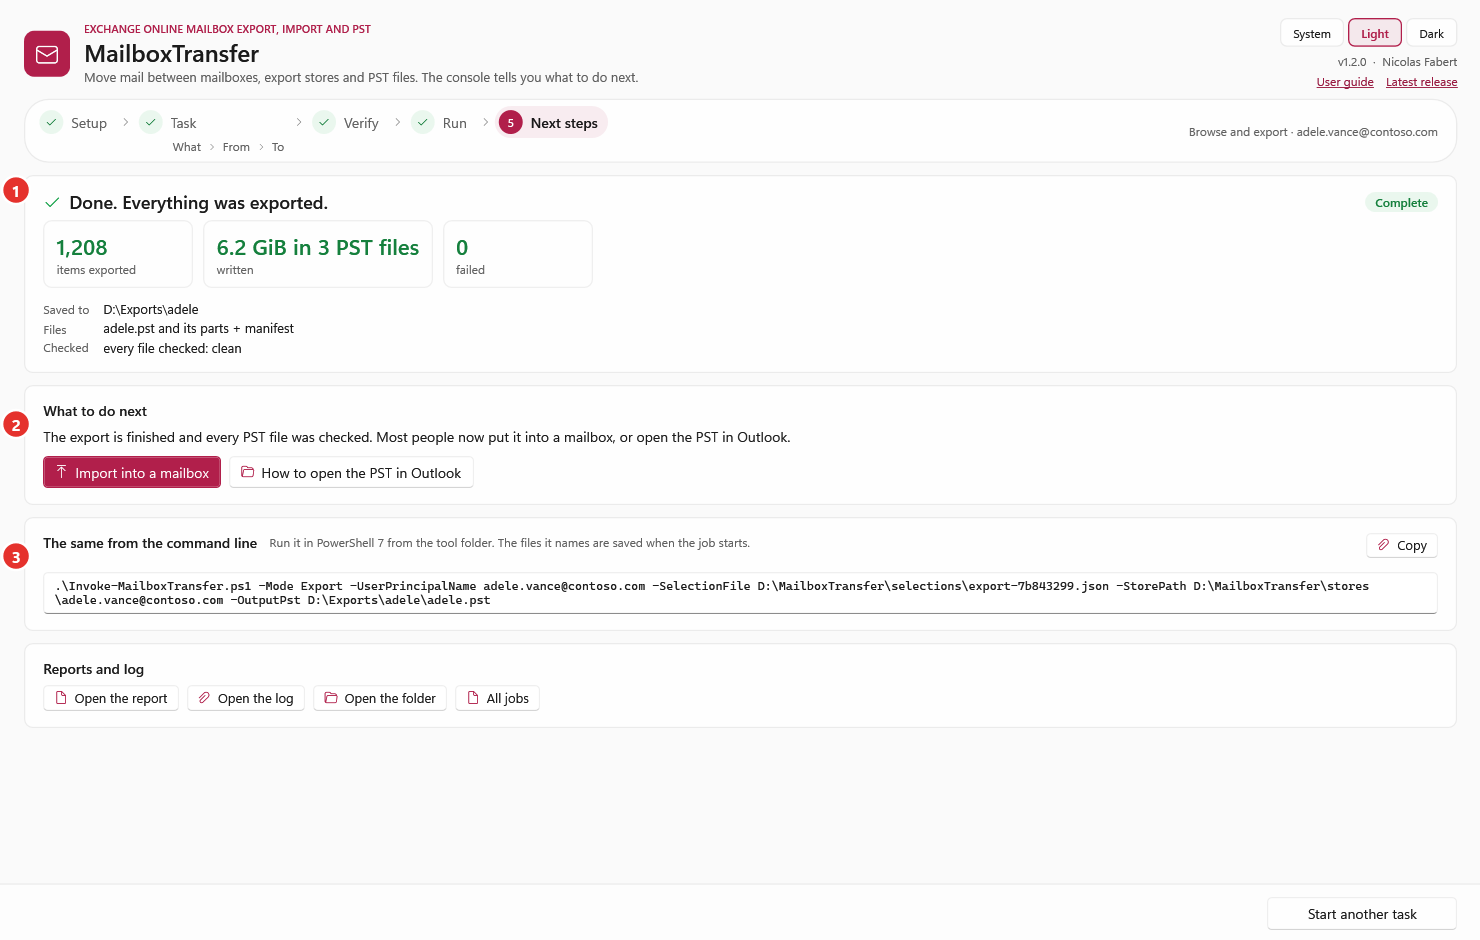 EXCHANGE ONLINE MAILBOX EXPORT, IMPORT AND PST
MailboxTransfer
Move mail between mailboxes, export stores and PST files. The console tells you what to do next.
System
Light
Dark
v1.2.0 · Nicolas Fabert
User guide Latest release
Setup
Task
Verify
Run
5 Next steps
What
From
To
Browse and export · adele.vance@contoso.com
1
Done. Everything was exported.
Complete
1,208
items exported
6.2 GiB in 3 PST files
written
0
failed
Saved to D:\Exports\adele
Files adele.pst and its parts + manifest
Checked every file checked: clean
2
What to do next
The export is finished and every PST file was checked. Most people now put it into a mailbox, or open the PST in Outlook.
Import into a mailbox
How to open the PST in Outlook
3
The same from the command line Run it in PowerShell 7 from the tool folder. The files it names are saved when the job starts.
Copy
.\Invoke-MailboxTransfer.ps1 -Mode Export -UserPrincipalName adele.vance@contoso.com -SelectionFile D:\MailboxTransfer\selections\export-7b843299.json -StorePath D:\MailboxTransfer\stores
\adele.vance@contoso.com -OutputPst D:\Exports\adele\adele.pst
Reports and log
Open the report
Open the log
Open the folder
All jobs
Start another task